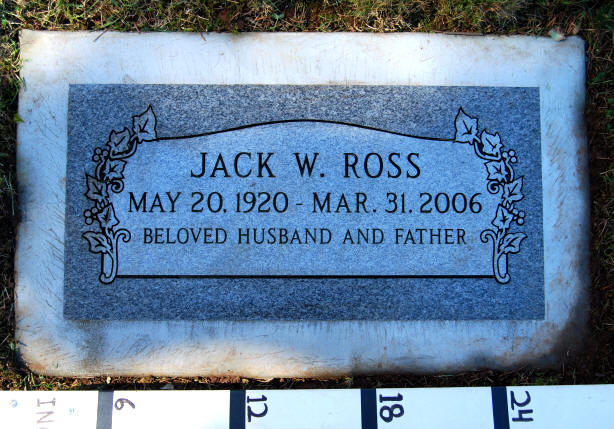 JACK W. ROSS
MAY 20, 1920 - MAR. 31, 2006
BELOVED HUSBAND AND FATHER
6 12 18 24